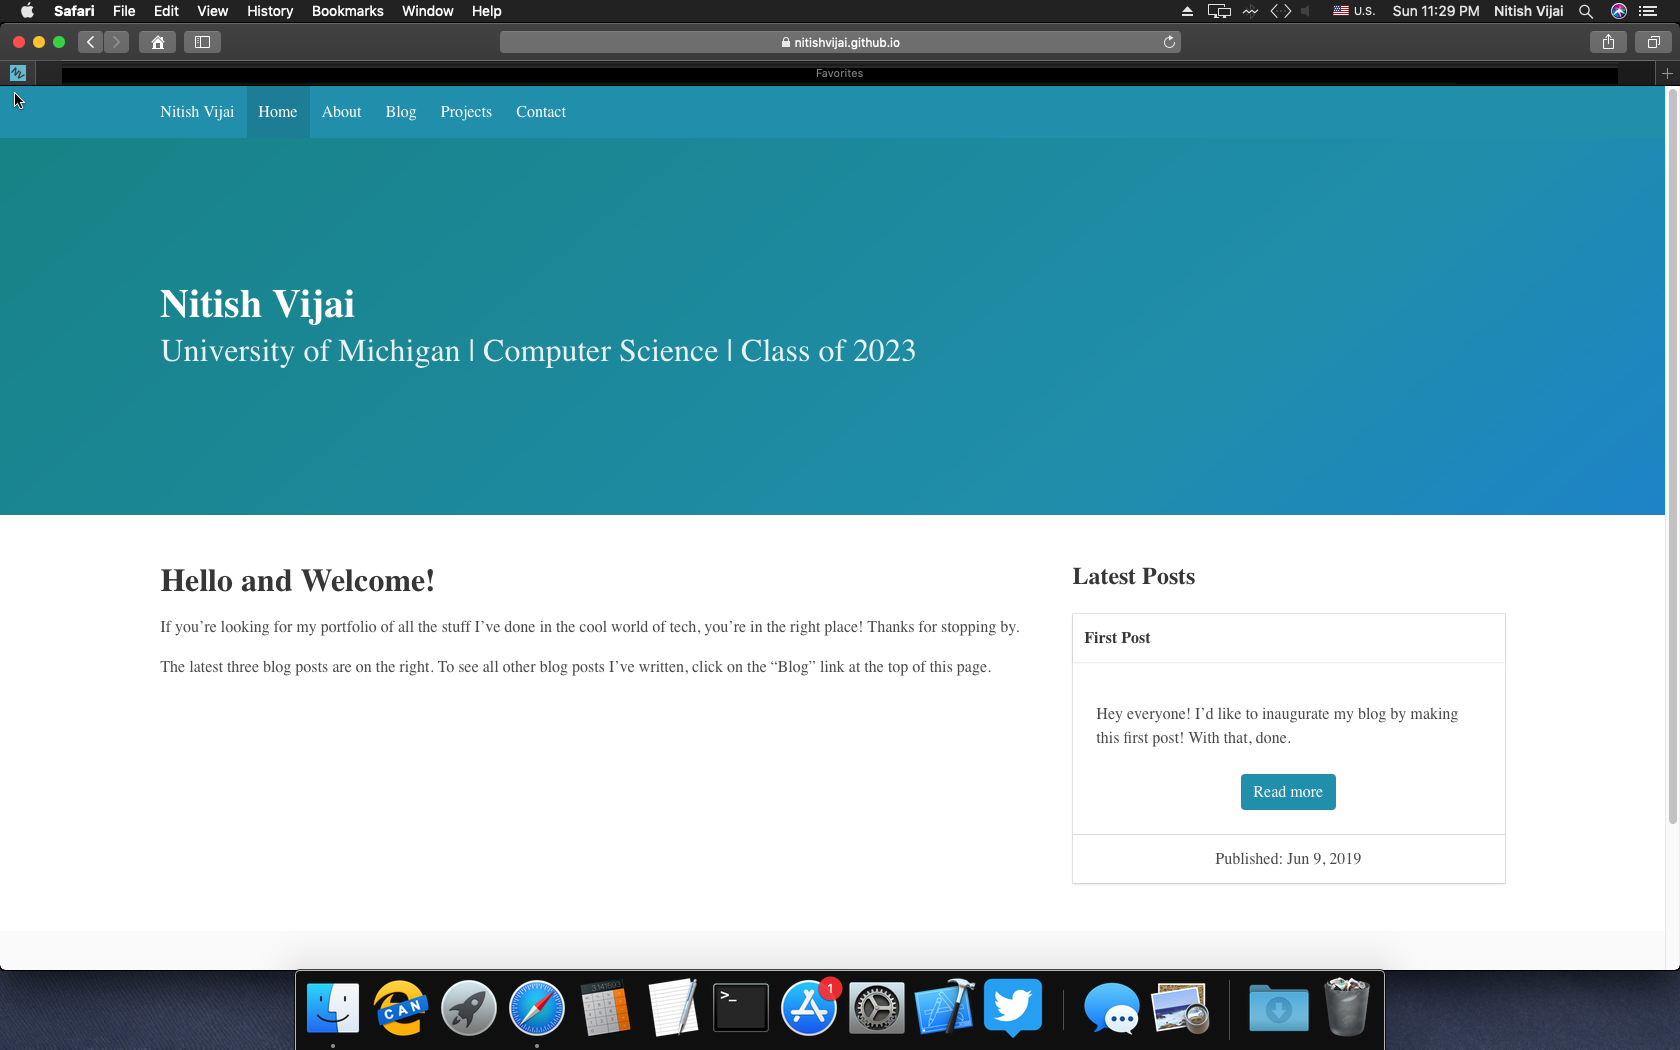 Safari File Edit View History Bookmarks Window Help U.S. Sun 11:29 PM Nitish Vijai
nitishvijai.github.io
Favorites
Nitish Vijai Home About Blog Projects Contact
Nitish Vijai
University of Michigan | Computer Science | Class of 2023
Hello and Welcome!
If you’re looking for my portfolio of all the stuff I’ve done in the cool world of tech, you’re in the right place! Thanks for stopping by.
The latest three blog posts are on the right. To see all other blog posts I’ve written, click on the “Blog” link at the top of this page.
Latest Posts
First Post
Hey everyone! I’d like to inaugurate my blog by making
this first post! With that, done.
Read more
Published: Jun 9, 2019
CAN
3.141593
>_
1